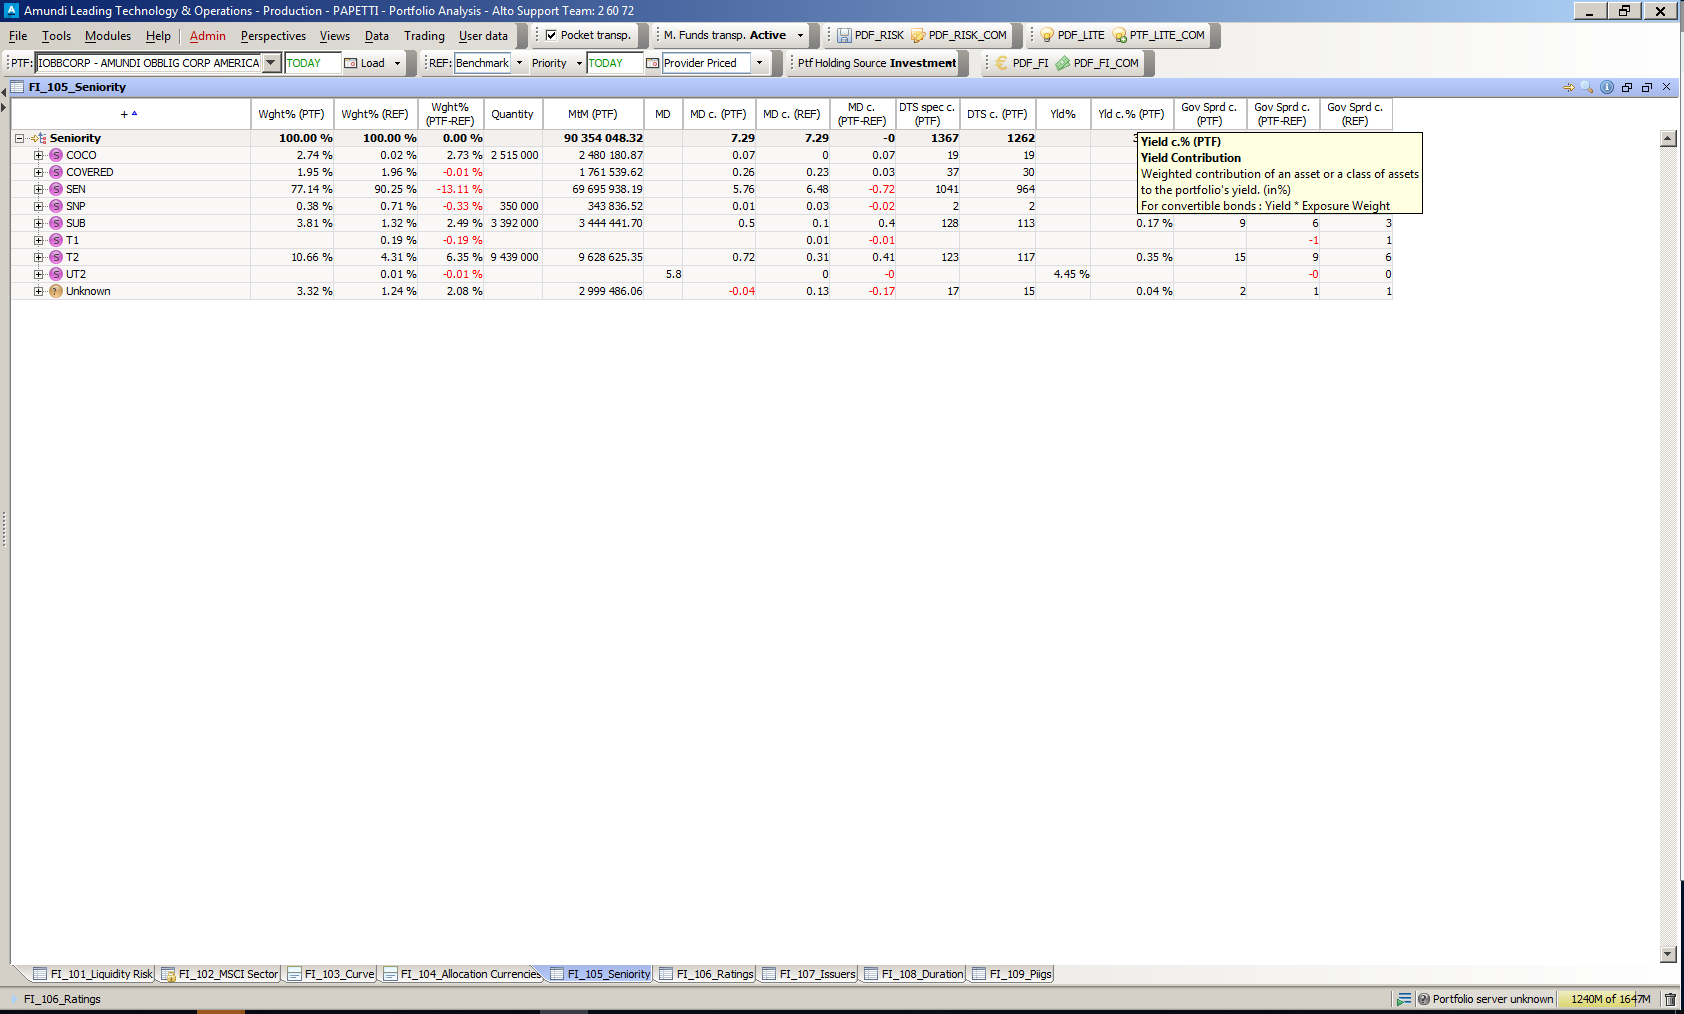 Amundi Leading Technology & Operations - Production - PAPETTI - Portfolio Analysis - Alto Support Team: 2 60 72
File Tools Modules Help Admin Perspectives Views Data Trading User data Pocket transp. M. Funds transp. Active PDF_RISK PDF_RISK_COM PDF_LITE PTF_LITE_COM
PTF: IOBBCORP - AMUNDI OBBLIG CORP AMERICA TODAY Load REF: Benchmark Priority TODAY Provider Priced Ptf Holding Source Investment PDF_FI PDF_FI_COM
FI_105_Seniority
+ Wght% (PTF) Wght% (REF) Wght% (PTF-REF) Quantity MtM (PTF) MD MD c. (PTF) MD c. (REF) MD c. (PTF-REF) DTS spec c. (PTF) DTS c. (PTF) Yld% Yld c.% (PTF) Gov Sprd c. (PTF) Gov Sprd c. (PTF-REF) Gov Sprd c. (REF)
Seniority 100.00 % 100.00 % 0.00 % 90 354 048.32 7.29 7.29 -0 1367 1262
COCO 2.74 % 0.02 % 2.73 % 2 515 000 2 480 180.87 0.07 0 0.07 19 19
COVERED 1.95 % 1.96 % -0.01 % 1 761 539.62 0.26 0.23 0.03 37 30
SEN 77.14 % 90.25 % -13.11 % 69 695 938.19 5.76 6.48 -0.72 1041 964
SNP 0.38 % 0.71 % -0.33 % 350 000 343 836.52 0.01 0.03 -0.02 2 2
Yield c.% (PTF)
Yield Contribution
Weighted contribution of an asset or a class of assets
to the portfolio's yield. (in%)
For convertible bonds : Yield * Exposure Weight
SUB 3.81 % 1.32 % 2.49 % 3 392 000 3 444 441.70 0.5 0.1 0.4 128 113 0.17 % 9 6 3
T1 0.19 % -0.19 % 0.01 -0.01 -1 1
T2 10.66 % 4.31 % 6.35 % 9 439 000 9 628 625.35 0.72 0.31 0.41 123 117 0.35 % 15 9 6
UT2 0.01 % -0.01 % 5.8 0 -0 4.45 % -0 0
Unknown 3.32 % 1.24 % 2.08 % 2 999 486.06 -0.04 0.13 -0.17 17 15 0.04 % 2 1 1
FI_101_Liquidity Risk FI_102_MSCI Sector FI_103_Curve FI_104_Allocation Currencies FI_105_Seniority FI_106_Ratings FI_107_Issuers FI_108_Duration FI_109_Piigs
FI_106_Ratings Portfolio server unknown 1240M of 1647M